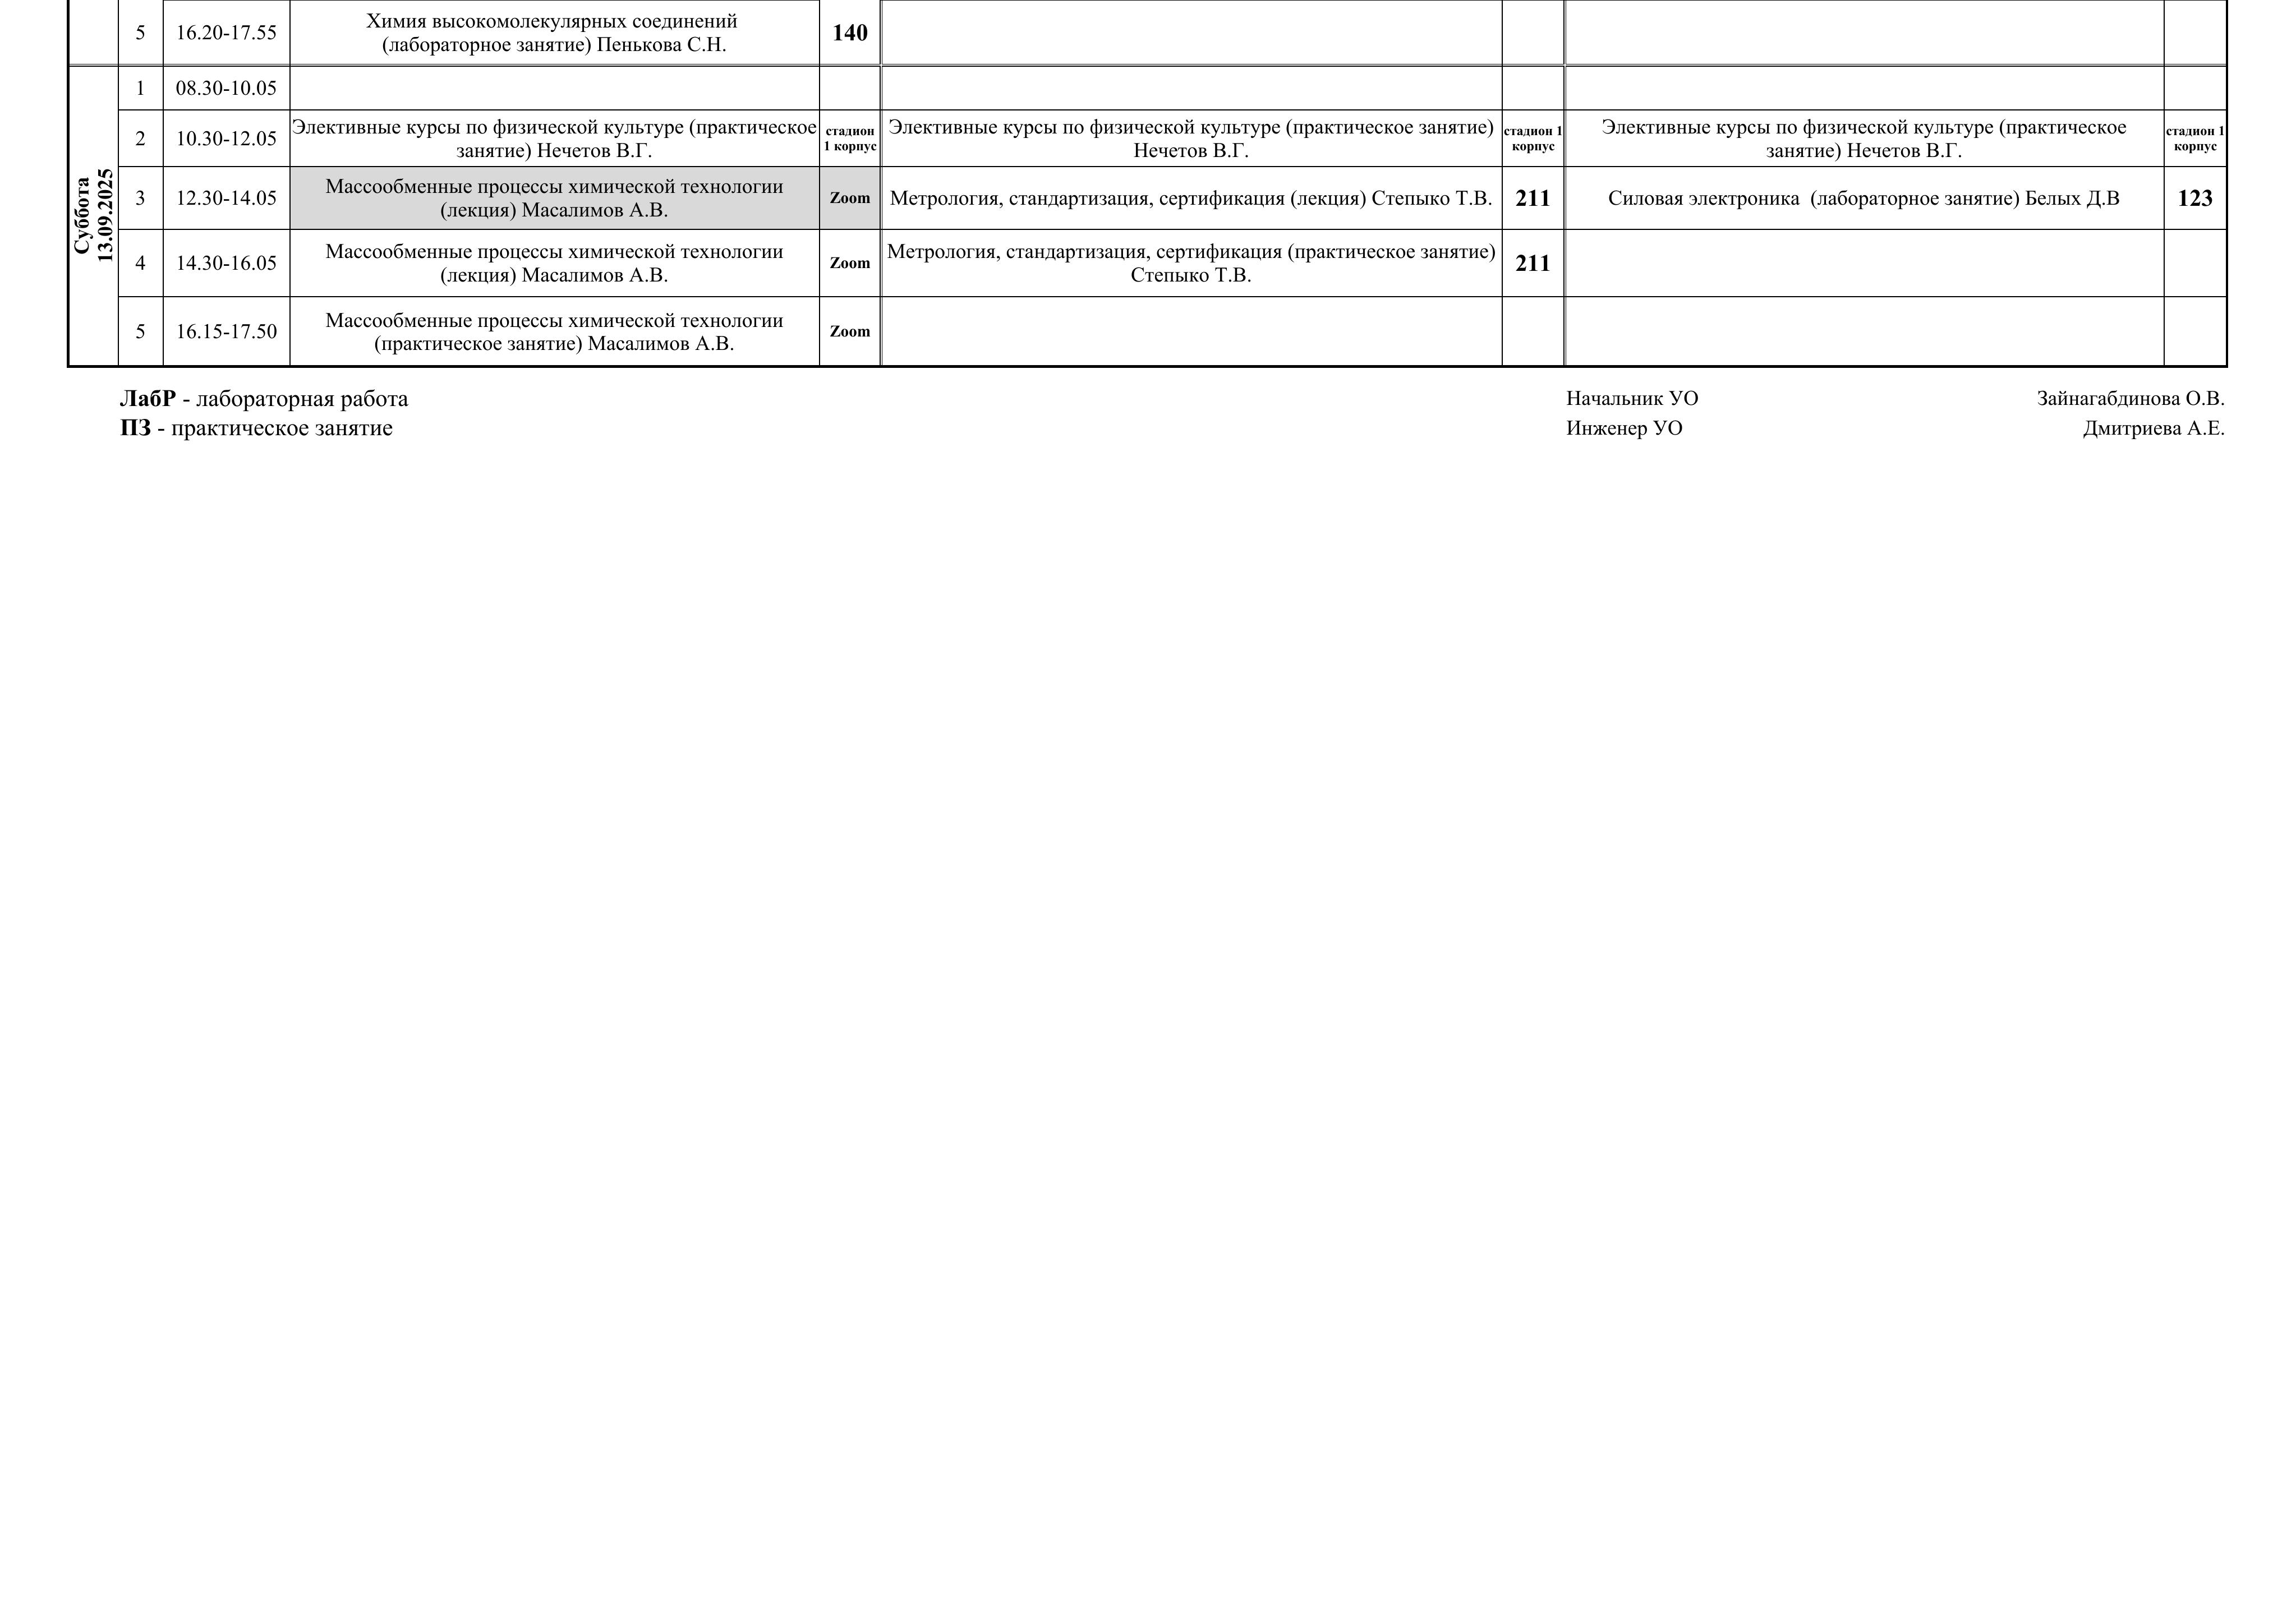 5 16.20-17.55 Химия высокомолекулярных соединений
(лабораторное занятие) Пенькова С.Н. 140
Суббота
13.09.2025
1 08.30-10.05
2 10.30-12.05 Элективные курсы по физической культуре (практическое
занятие) Нечетов В.Г.
стадион
1 корпус
Элективные курсы по физической культуре (практическое занятие)
Нечетов В.Г.
стадион 1
корпус
Элективные курсы по физической культуре (практическое
занятие) Нечетов В.Г.
стадион 1
корпус
3 12.30-14.05 Массообменные процессы химической технологии
(лекция) Масалимов А.В. Zoom
Метрология, стандартизация, сертификация (лекция) Степыко Т.В. 211
Силовая электроника (лабораторное занятие) Белых Д.В 123
4 14.30-16.05 Массообменные процессы химической технологии
(лекция) Масалимов А.В. Zoom
Метрология, стандартизация, сертификация (практическое занятие)
Степыко Т.В. 211
5 16.15-17.50 Массообменные процессы химической технологии
(практическое занятие) Масалимов А.В. Zoom
ЛабР - лабораторная работа
ПЗ - практическое занятие
Начальник УО Зайнагабдинова О.В.
Инженер УО Дмитриева А.Е.